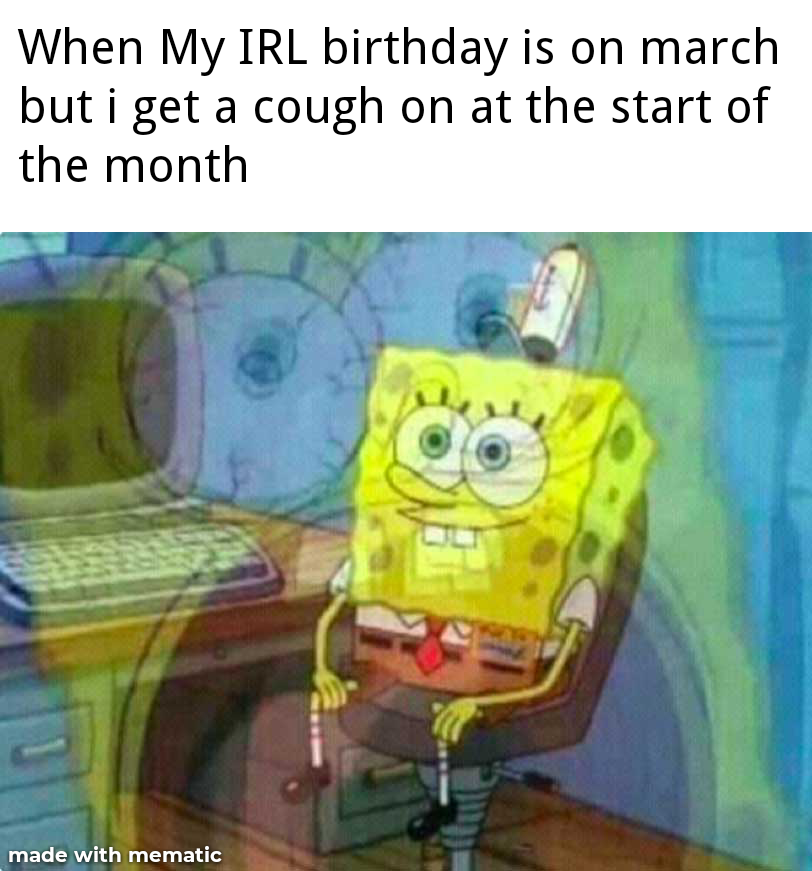 When My IRL birthday is on march
but i get a cough on at the start of
the month
made with mematic